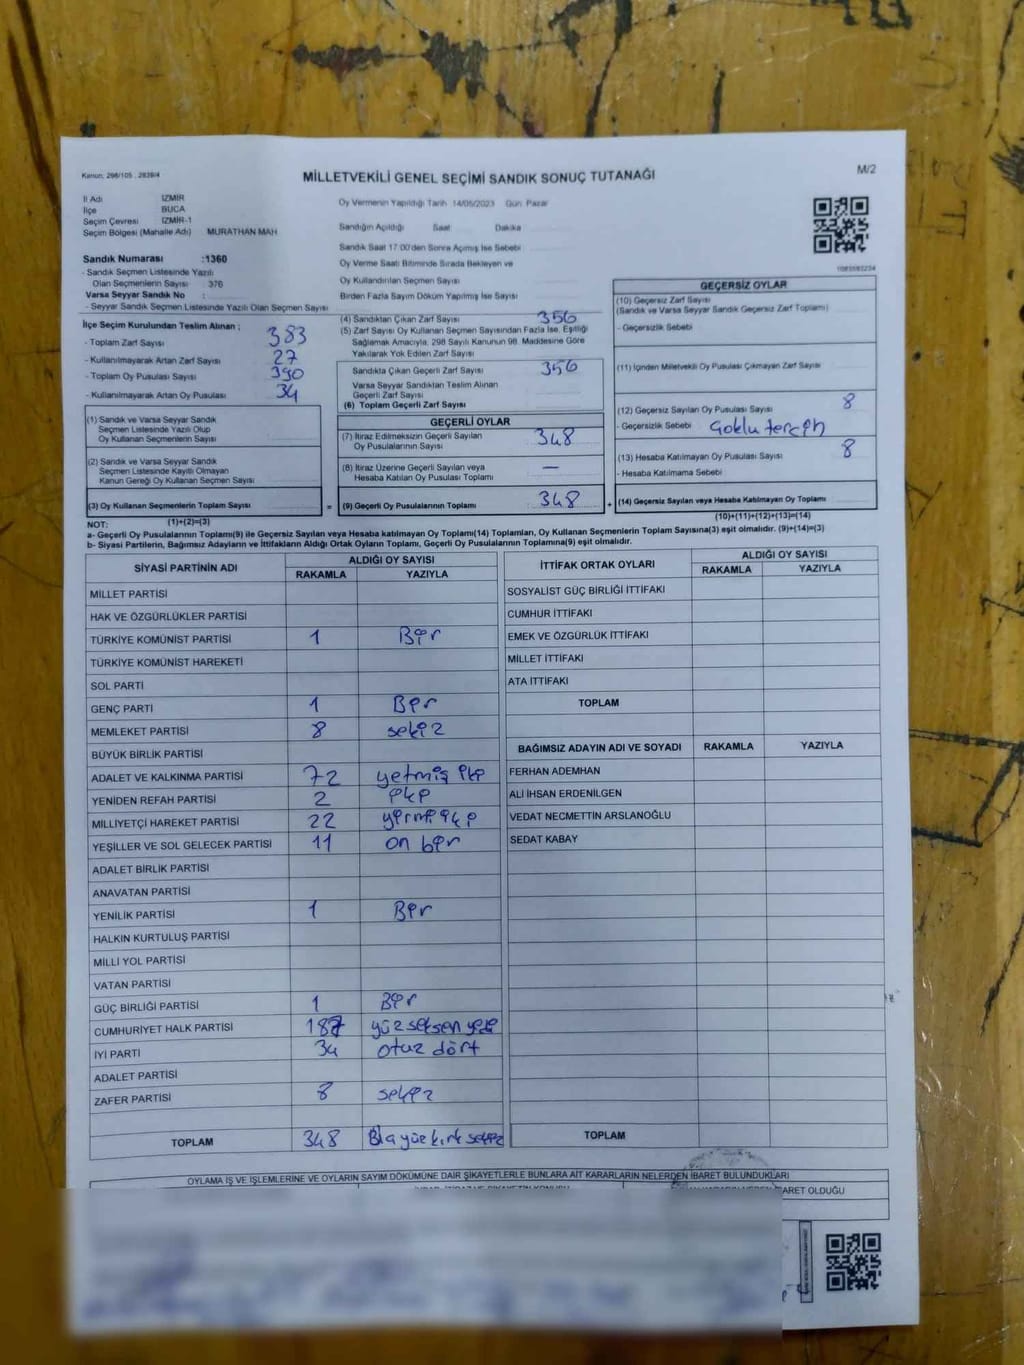 Kanun: 298/105 , 2839/4
MİLLETVEKİLİ GENEL SEÇİMİ SANDIK SONUÇ TUTANAĞI
M/2
İl Adı İZMİR
İlçe BUCA
Seçim Çevresi İZMİR-1
Seçim Bölgesi (Mahalle Adı) MURATHAN MAH
Sandık Numarası :1360
- Sandık Seçmen Listesinde Yazılı
Olan Seçmenlerin Sayısı : 376
Varsa Seyyar Sandık No :
- Seyyar Sandık Seçmen Listesinde Yazılı Olan Seçmen Sayısı
Oy Vermenin Yapıldığı Tarih 14/05/2023 Gün Pazar
Sandığın Açıldığı Saat Dakika
Sandık Saat 17:00'den Sonra Açımış İse Sebebi
Oy Verme Saati Bitiminde Sırada Bekleyen ve
Oy Kullandırılan Seçmen Sayısı
Birden Fazla Sayım Döküm Yapılmış İse Sayısı
İlçe Seçim Kurulundan Teslim Alınan ;
- Toplam Zarf Sayısı 383
- Kullanılmayarak Artan Zarf Sayısı 27
- Toplam Oy Pusulası Sayısı 390
- Kullanılmayarak Artan Oy Pusulası 34
(1) Sandık ve Varsa Seyyar Sandık
Seçmen Listesinde Yazılı Olup
Oy Kullanan Seçmenlerin Sayısı
(2) Sandık ve Varsa Seyyar Sandık
Seçmen Listesinde Kayıtlı Olmayan
Kanun Gereği Oy Kullanan Seçmen Sayısı
(3) Oy Kullanan Seçmenlerin Toplam Sayısı
(1)+(2)=(3)
(4) Sandıktan Çıkan Zarf Sayısı 356
(5) Zarf Sayısı Oy Kullanan Seçmen Sayısından Fazla İse, Eşitliği
Sağlamak Amacıyla, 298 Sayılı Kanunun 98. Maddesine Göre
Yakılarak Yok Edilen Zarf Sayısı
Sandıkta Çıkan Geçerli Zarf Sayısı 356
Varsa Seyyar Sandıktan Teslim Alınan
Geçerli Zarf Sayısı
(6) Toplam Geçerli Zarf Sayısı
GEÇERLİ OYLAR
(7) İtiraz Edilmeksizin Geçerli Sayılan
Oy Pusulalarının Sayısı 348
(8) İtiraz Üzerine Geçerli Sayılan veya
Hesaba Katılan Oy Pusulası Toplamı —
= (9) Geçerli Oy Pusulalarının Toplamı 348 +
GEÇERSİZ OYLAR
(10) Geçersiz Zarf Sayısı
(Sandık ve Varsa Seyyar Sandık Geçersiz Zarf Toplamı)
- Geçersizlik Sebebi
(11) İçinden Milletvekili Oy Pusulası Çıkmayan Zarf Sayısı
(12) Geçersiz Sayılan Oy Pusulası Sayısı 8
- Geçersizlik Sebebi Çoklu tercih
(13) Hesaba Katılmayan Oy Pusulası Sayısı 8
- Hesaba Katılmama Sebebi
(14) Geçersiz Sayılan veya Hesaba Katılmayan Oy Toplamı
(10)+(11)+(12)+(13)=(14)
NOT:
a- Geçerli Oy Pusulalarının Toplamı(9) ile Geçersiz Sayılan veya Hesaba katılmayan Oy Toplamı(14) Toplamları, Oy Kullanan Seçmenlerin Toplam Sayısına(3) eşit olmalıdır. (9)+(14)=(3)
b- Siyasi Partilerin, Bağımsız Adayların ve İttifakların Aldığı Ortak Oyların Toplamı, Geçerli Oy Pusulalarının Toplamına(9) eşit olmalıdır.
SİYASİ PARTİNİN ADI ALDIĞI OY SAYISI
RAKAMLA YAZIYLA
MİLLET PARTİSİ
HAK VE ÖZGÜRLÜKLER PARTİSİ
TÜRKİYE KOMÜNİST PARTİSİ 1 Bir
TÜRKİYE KOMÜNİST HAREKETİ
SOL PARTİ
GENÇ PARTİ 1 Bir
MEMLEKET PARTİSİ 8 sekiz
BÜYÜK BİRLİK PARTİSİ
ADALET VE KALKINMA PARTİSİ 72 yetmiş iki
YENİDEN REFAH PARTİSİ 2 iki
MİLLİYETÇİ HAREKET PARTİSİ 22 yirmi iki
YEŞİLLER VE SOL GELECEK PARTİSİ 11 on bir
ADALET BİRLİK PARTİSİ
ANAVATAN PARTİSİ
YENİLİK PARTİSİ 1 Bir
HALKIN KURTULUŞ PARTİSİ
MİLLİ YOL PARTİSİ
VATAN PARTİSİ
GÜÇ BİRLİĞİ PARTİSİ 1 Bir
CUMHURİYET HALK PARTİSİ 187 yüz seksen yedi
İYİ PARTİ 34 otuz dört
ADALET PARTİSİ
ZAFER PARTİSİ 8 sekiz
TOPLAM 348 kırk sekiz
İTTİFAK ORTAK OYLARI ALDIĞI OY SAYISI
RAKAMLA YAZIYLA
SOSYALİST GÜÇ BİRLİĞİ İTTİFAKI
CUMHUR İTTİFAKI
EMEK VE ÖZGÜRLÜK İTTİFAKI
MİLLET İTTİFAKI
ATA İTTİFAKI
TOPLAM
BAĞIMSIZ ADAYIN ADI VE SOYADI RAKAMLA YAZIYLA
FERHAN ADEMHAN
ALİ İHSAN ERDENİLGEN
VEDAT NECMETTİN ARSLANOĞLU
SEDAT KABAY
TOPLAM
OYLAMA İŞ VE İŞLEMLERİNE VE OYLARIN SAYIM DÖKÜMÜNE DAİR ŞİKAYETLERLE BUNLARA AİT KARARLARIN NELERDEN İBARET BULUNDUKLARI
İBARET OLDUĞU